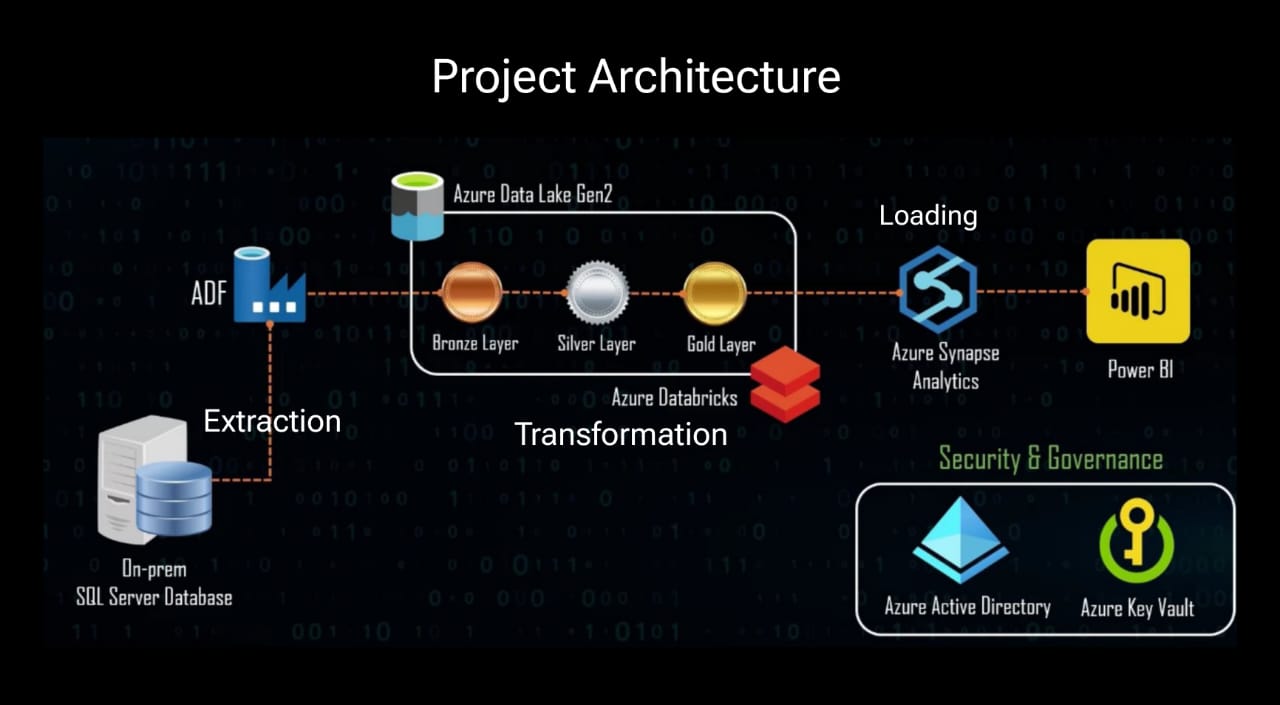 Project Architecture
Azure Data Lake Gen2
Loading
ADF
Bronze Layer
Silver Layer
Gold Layer
Azure Synapse
Analytics
Power BI
Azure Databricks
Extraction
Transformation
Security & Governance
On-prem
SQL Server Database
Azure Active Directory
Azure Key Vault